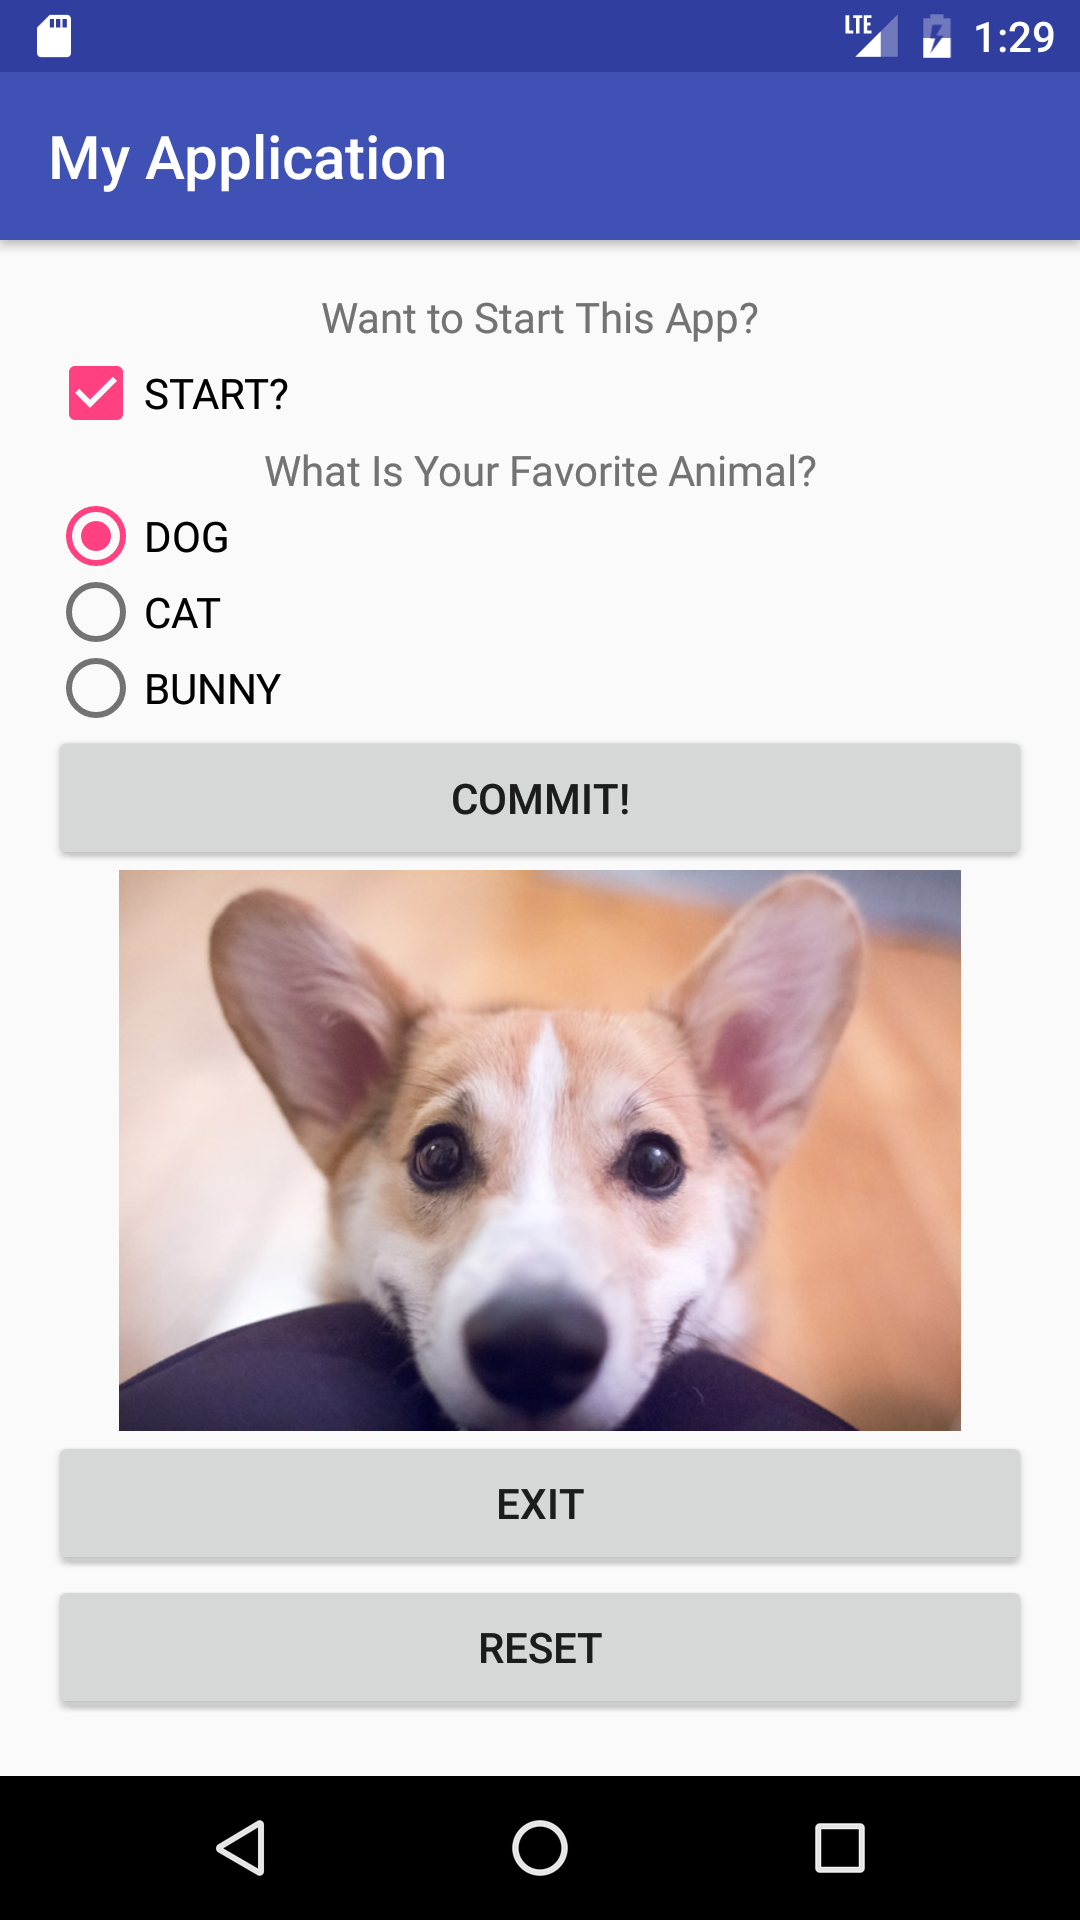 LTE 1:29
My Application
Want to Start This App?
START?
What Is Your Favorite Animal?
DOG
CAT
BUNNY
COMMIT!
EXIT
RESET